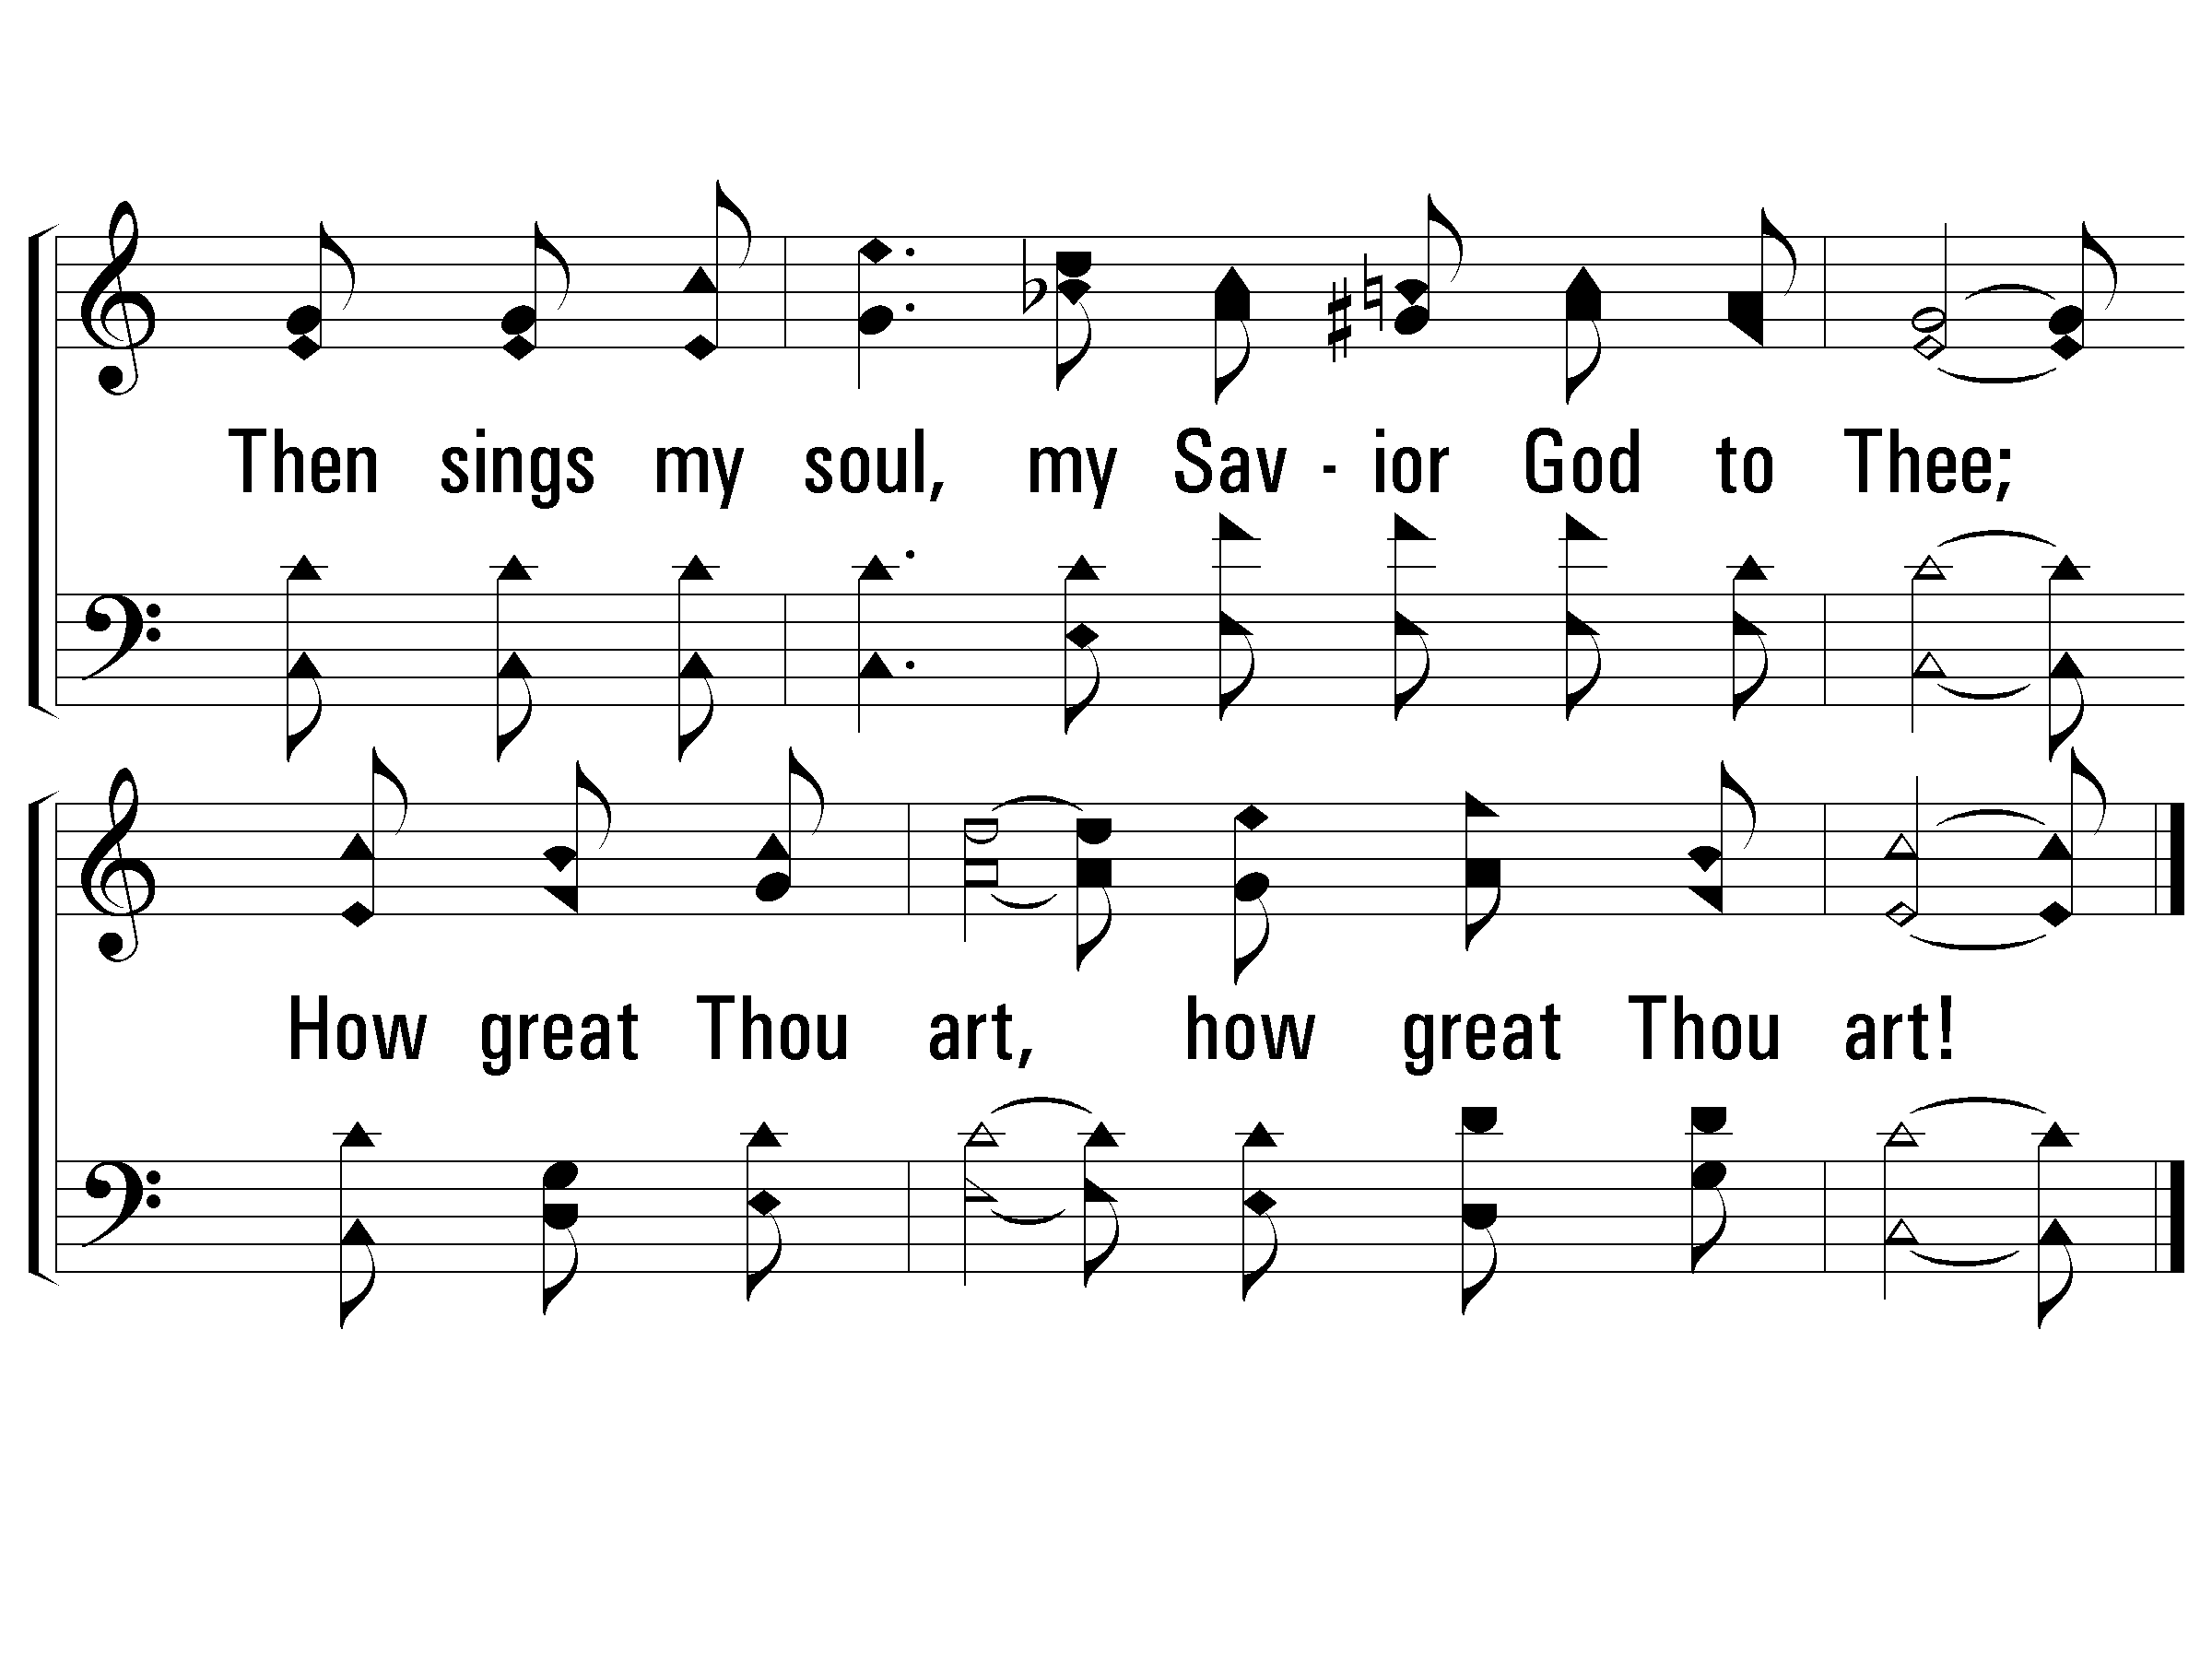 Then sings my soul, my Sav - ior God to Thee;
How great Thou art, how great Thou art!